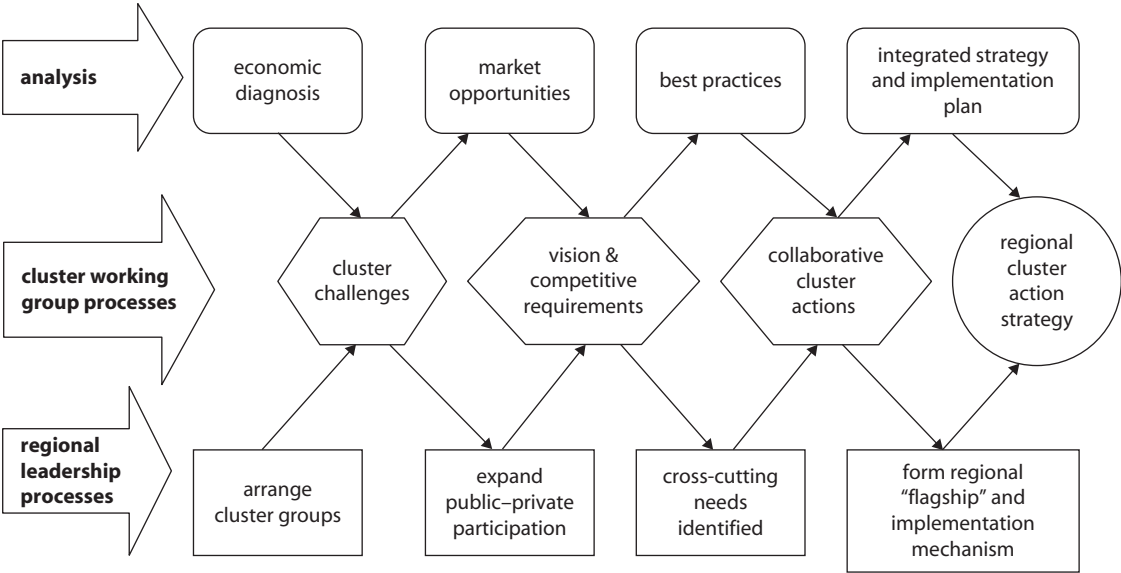 analysis
economic
diagnosis
market
opportunities
best practices
integrated strategy
and implementation
plan
cluster working
group processes
cluster
challenges
vision &
competitive
requirements
collaborative
cluster
actions
regional
cluster
action
strategy
regional
leadership
processes
arrange
cluster groups
expand
public–private
participation
cross-cutting
needs
identified
form regional
“flagship” and
implementation
mechanism